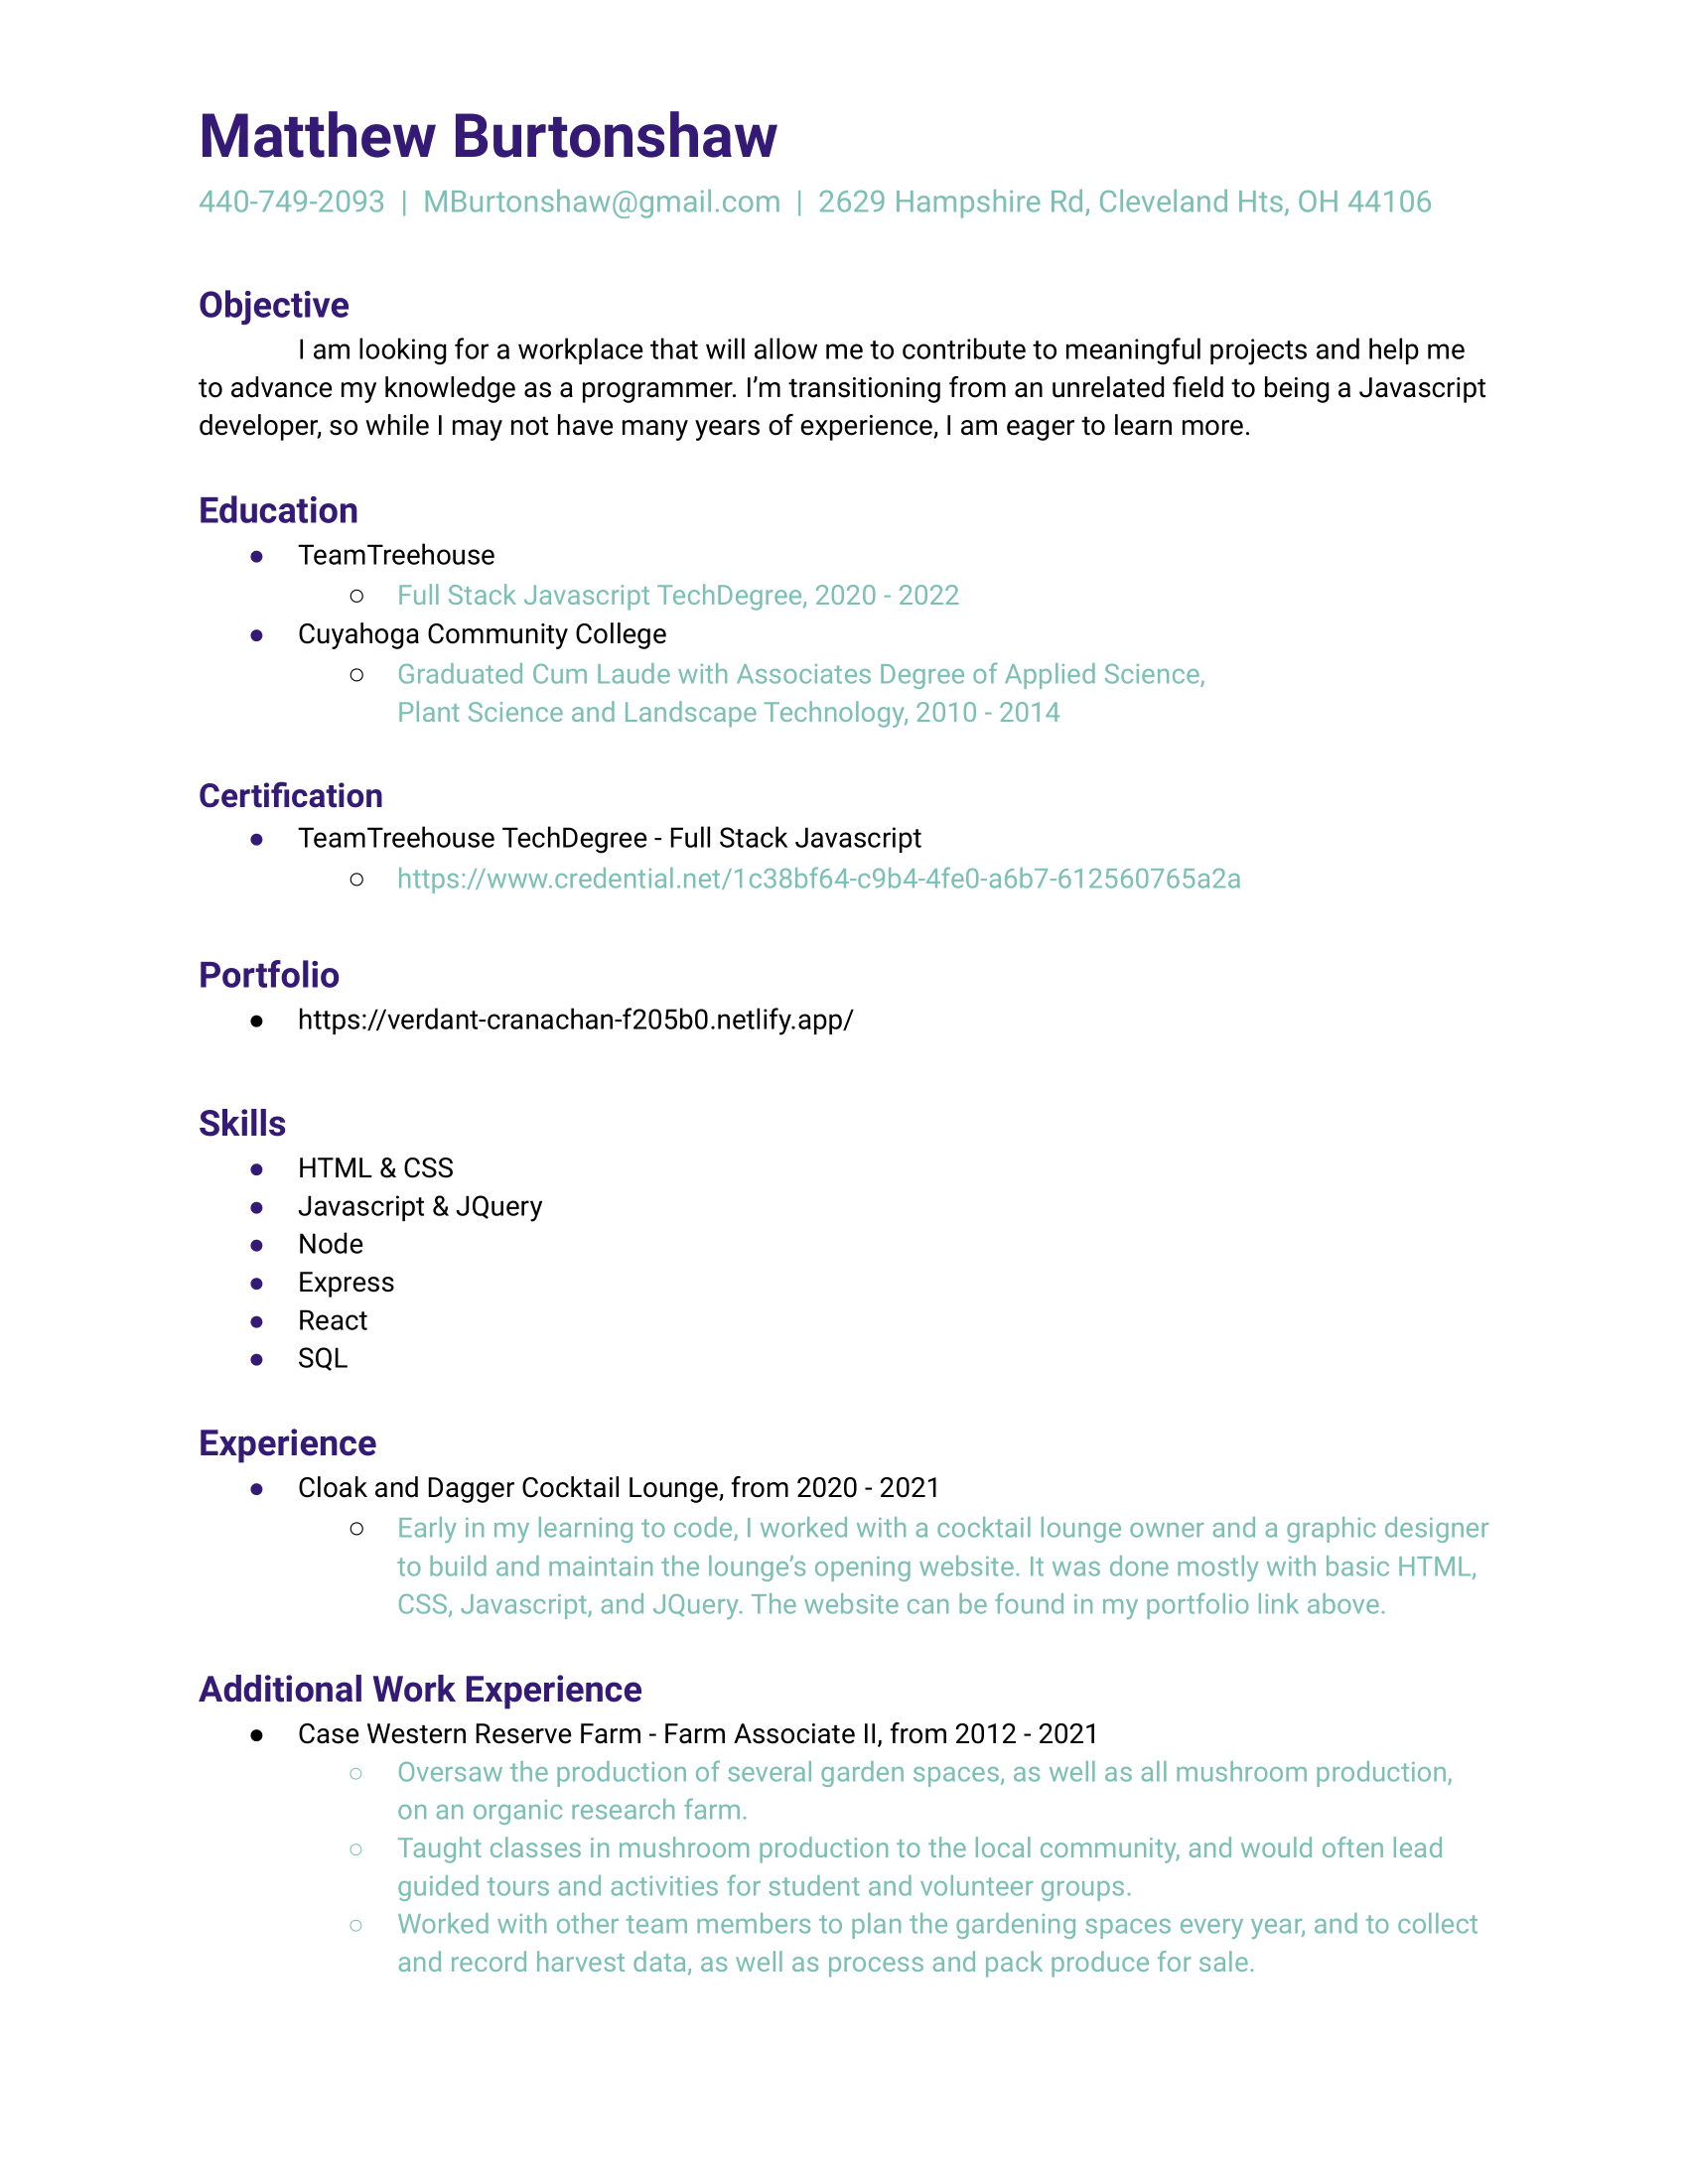 Matthew Burtonshaw
440-749-2093 | MBurtonshaw@gmail.com | 2629 Hampshire Rd, Cleveland Hts, OH 44106
Objective
I am looking for a workplace that will allow me to contribute to meaningful projects and help me
to advance my knowledge as a programmer. I’m transitioning from an unrelated field to being a Javascript
developer, so while I may not have many years of experience, I am eager to learn more.
Education
● TeamTreehouse
○ Full Stack Javascript TechDegree, 2020 - 2022
● Cuyahoga Community College
○ Graduated Cum Laude with Associates Degree of Applied Science,
Plant Science and Landscape Technology, 2010 - 2014
Certification
● TeamTreehouse TechDegree - Full Stack Javascript
○ https://www.credential.net/1c38bf64-c9b4-4fe0-a6b7-612560765a2a
Portfolio
● https://verdant-cranachan-f205b0.netlify.app/
Skills
● HTML & CSS
● Javascript & JQuery
● Node
● Express
● React
● SQL
Experience
● Cloak and Dagger Cocktail Lounge, from 2020 - 2021
○ Early in my learning to code, I worked with a cocktail lounge owner and a graphic designer
to build and maintain the lounge’s opening website. It was done mostly with basic HTML,
CSS, Javascript, and JQuery. The website can be found in my portfolio link above.
Additional Work Experience
● Case Western Reserve Farm - Farm Associate II, from 2012 - 2021
○ Oversaw the production of several garden spaces, as well as all mushroom production,
on an organic research farm.
○ Taught classes in mushroom production to the local community, and would often lead
guided tours and activities for student and volunteer groups.
○ Worked with other team members to plan the gardening spaces every year, and to collect
and record harvest data, as well as process and pack produce for sale.